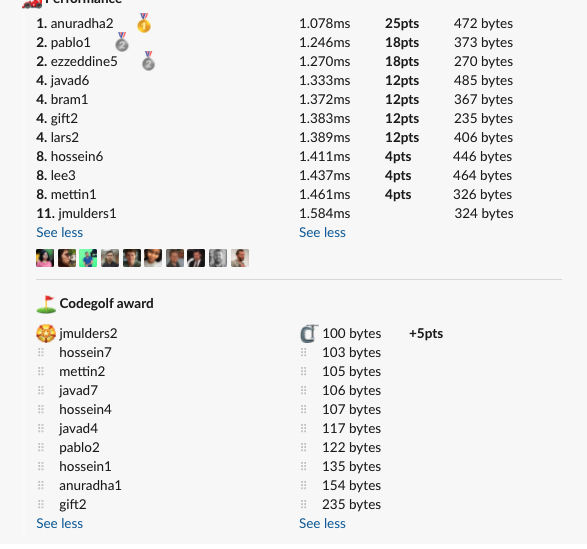 Performance
1. anuradha2 1.078ms 25pts 472 bytes
2. pablo1 1.246ms 18pts 373 bytes
2. ezzeddine5 1.270ms 18pts 270 bytes
4. javad6 1.333ms 12pts 485 bytes
4. bram1 1.372ms 12pts 367 bytes
4. gift2 1.383ms 12pts 235 bytes
4. lars2 1.389ms 12pts 406 bytes
8. hossein6 1.411ms 4pts 446 bytes
8. lee3 1.437ms 4pts 464 bytes
8. mettin1 1.461ms 4pts 326 bytes
11. jmulders1 1.584ms 324 bytes
See less See less
Codegolf award
jmulders2 100 bytes +5pts
hossein7 103 bytes
mettin2 105 bytes
javad7 106 bytes
hossein4 107 bytes
javad4 117 bytes
pablo2 122 bytes
hossein1 135 bytes
anuradha1 154 bytes
gift2 235 bytes
See less See less